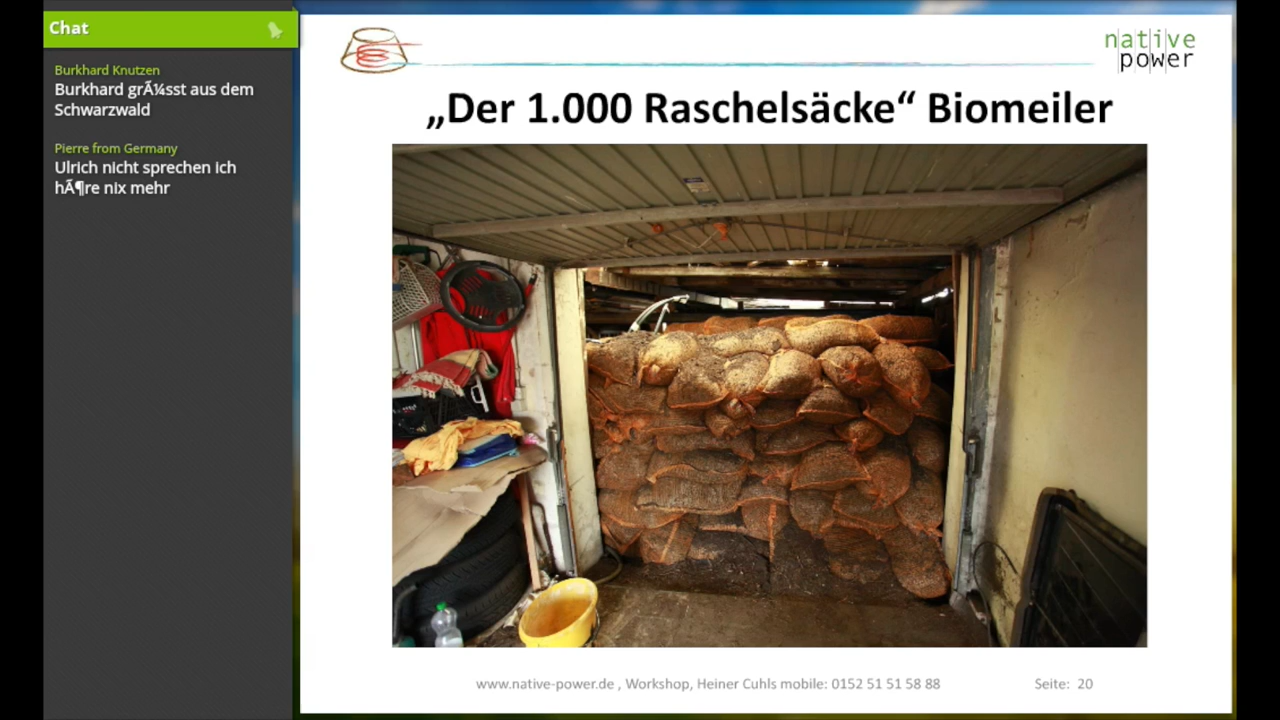 Chat
Burkhard Knutzen
Burkhard grÃ¼sst aus dem
Schwarzwald
Pierre from Germany
Ulrich nicht sprechen ich
hÃ¶re nix mehr
native
power
„Der 1.000 Raschelsäcke“ Biomeiler
www.native-power.de , Workshop, Heiner Cuhls mobile: 0152 51 51 58 88
Seite: 20